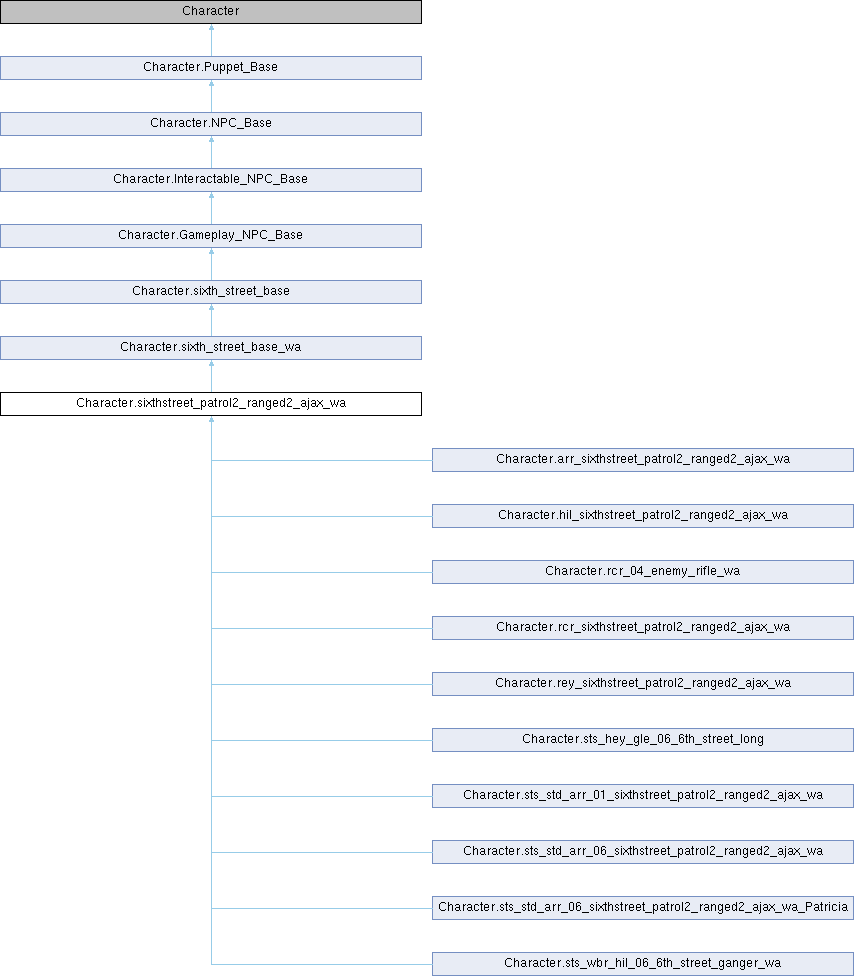 Character
Character.Puppet_Base
Character.NPC_Base
Character.Interactable_NPC_Base
Character.Gameplay_NPC_Base
Character.sixth_street_base
Character.sixth_street_base_wa
Character.sixthstreet_patrol2_ranged2_ajax_wa
Character.arr_sixthstreet_patrol2_ranged2_ajax_wa
Character.hil_sixthstreet_patrol2_ranged2_ajax_wa
Character.rcr_04_enemy_rifle_wa
Character.rcr_sixthstreet_patrol2_ranged2_ajax_wa
Character.rey_sixthstreet_patrol2_ranged2_ajax_wa
Character.sts_hey_gle_06_6th_street_long
Character.sts_std_arr_01_sixthstreet_patrol2_ranged2_ajax_wa
Character.sts_std_arr_06_sixthstreet_patrol2_ranged2_ajax_wa
Character.sts_std_arr_06_sixthstreet_patrol2_ranged2_ajax_wa_Patricia
Character.sts_wbr_hil_06_6th_street_ganger_wa